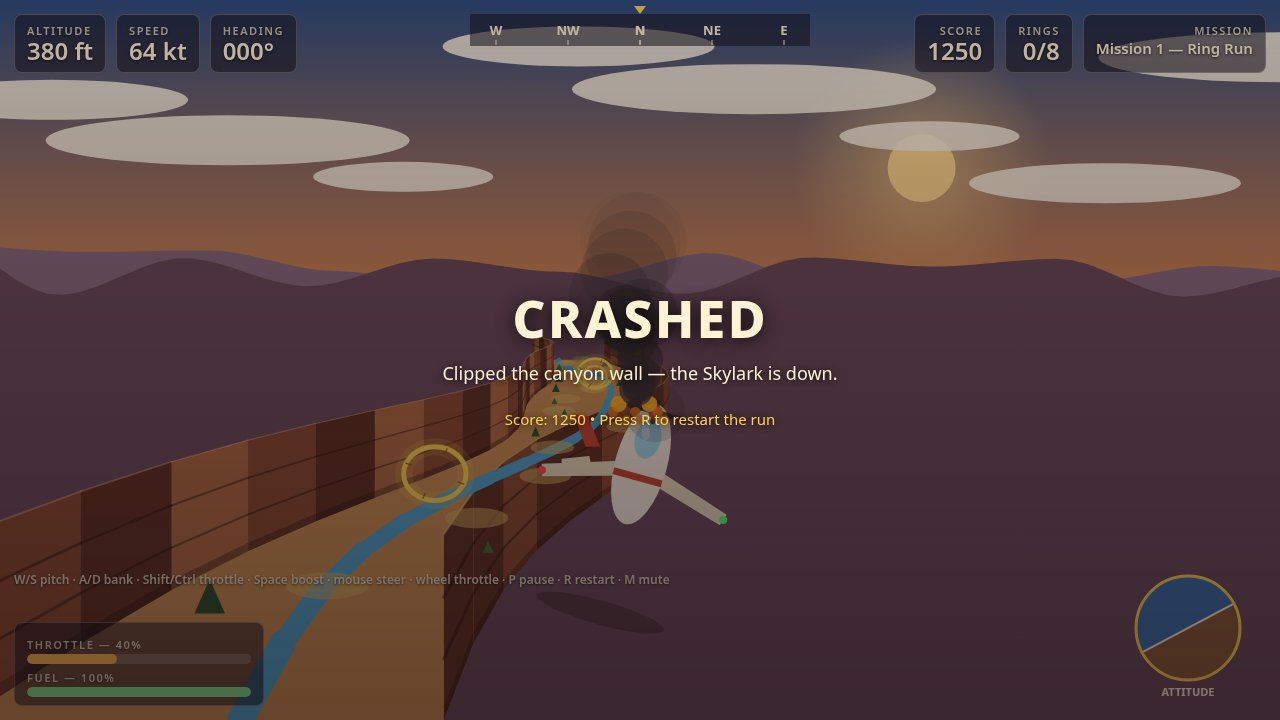 ALTITUDE
380 ft
SPEED
64 kt
HEADING
000°
W NW N NE E
SCORE
1250
RINGS
0/8
MISSION
Mission 1 — Ring Run
CRASHED
Clipped the canyon wall — the Skylark is down.
Score: 1250 • Press R to restart the run
W/S pitch · A/D bank · Shift/Ctrl throttle · Space boost · mouse steer · wheel throttle · P pause · R restart · M mute
THROTTLE — 40%
FUEL — 100%
ATTITUDE